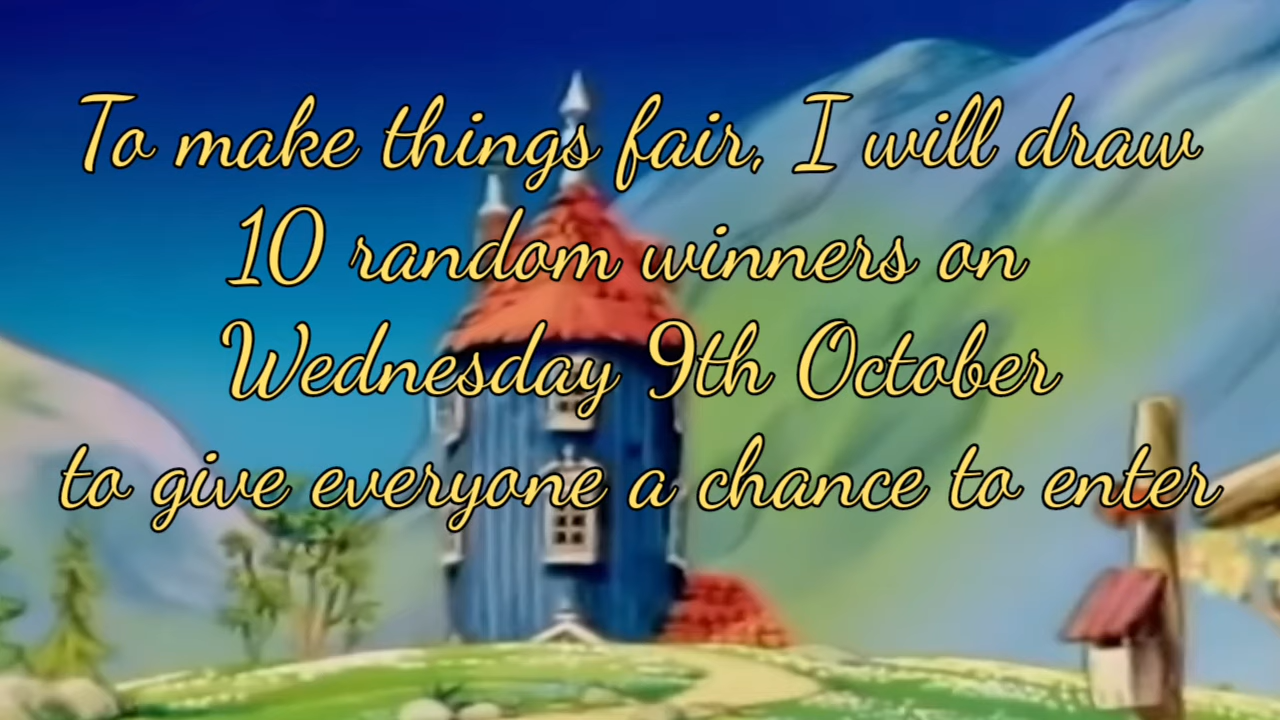 To make things fair, I will draw
10 random winners on
Wednesday 9th October
to give everyone a chance to enter